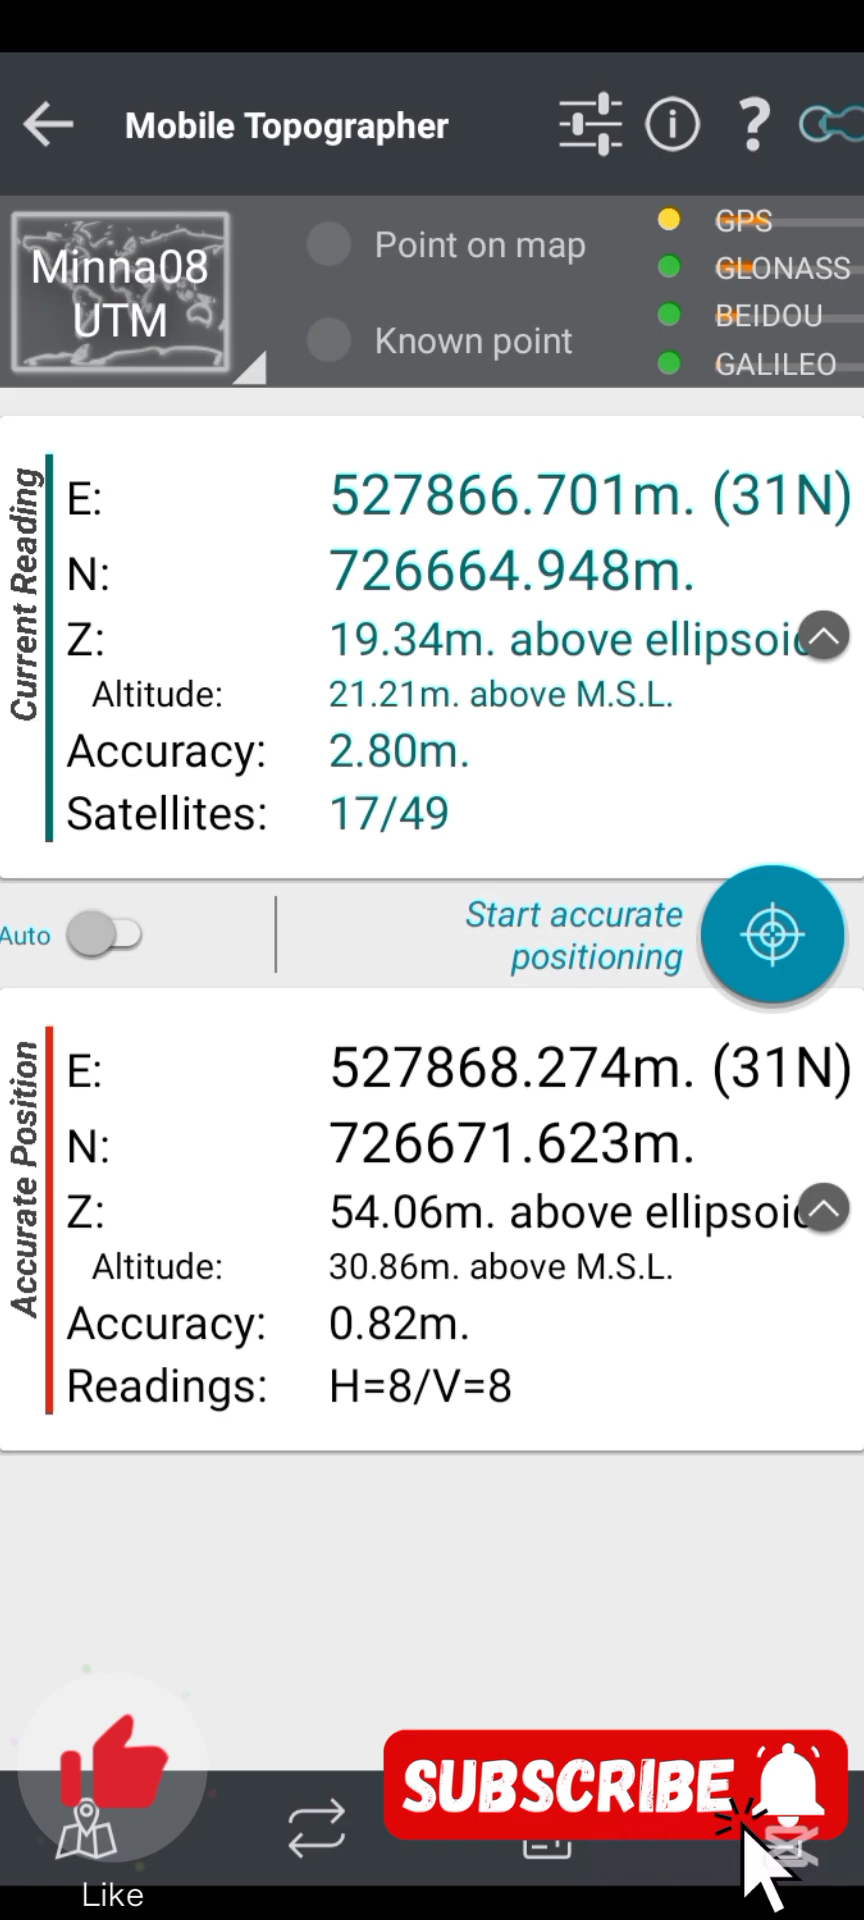 Mobile Topographer
Minna08
UTM
Point on map
Known point
GPS
GLONASS
BEIDOU
GALILEO
Current Reading
E: 527866.701m. (31N)
N: 726664.948m.
Z: 19.34m. above ellipsoid
Altitude: 21.21m. above M.S.L.
Accuracy: 2.80m.
Satellites: 17/49
Auto
Start accurate
positioning
Accurate Position
E: 527868.274m. (31N)
N: 726671.623m.
Z: 54.06m. above ellipsoid
Altitude: 30.86m. above M.S.L.
Accuracy: 0.82m.
Readings: H=8/V=8
SUBSCRIBE
Like